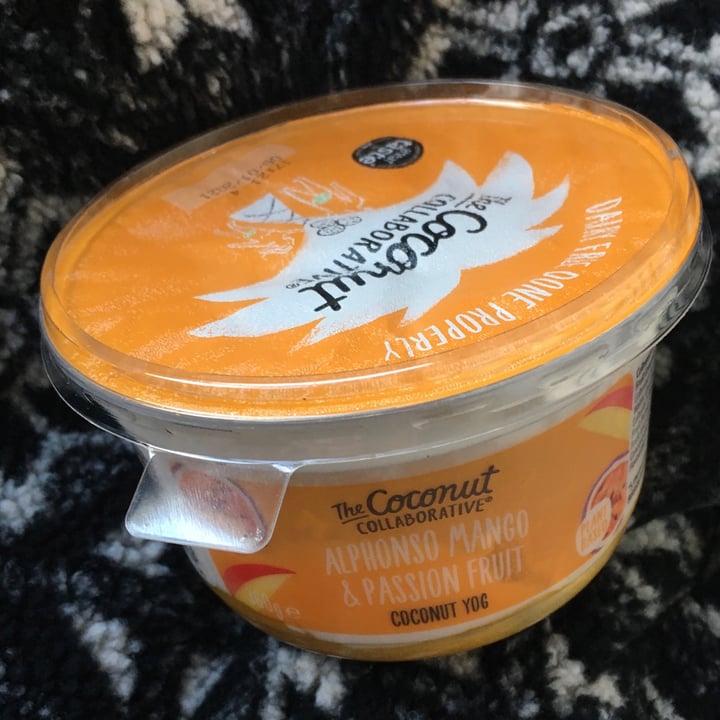 The
Coconut
COLLABORATIVE®
DAIRY FREE DONE PROPERLY
The Coconut
COLLABORATIVE®
ALPHONSO MANGO
& PASSION FRUIT
COCONUT YOG